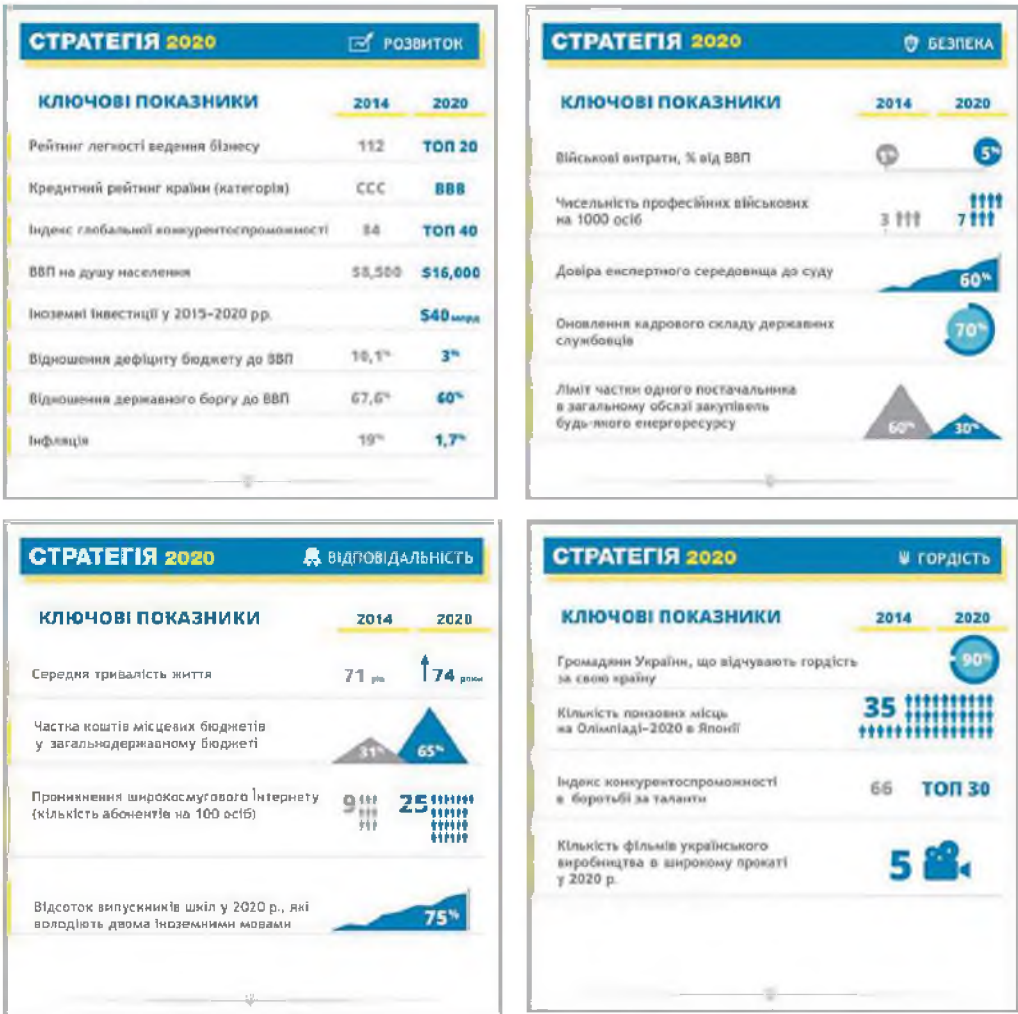 СТРАТЕГІЯ 2020 РОЗВИТОК
КЛЮЧОВІ ПОКАЗНИКИ 2014 2020
Рейтинг легкості ведення бізнесу 112 ТОП 20
Кредитний рейтинг країни (категорія) ССС ВВВ
Індекс глобальної конкурентоспроможності 84 ТОП 40
ВВП на душу населення $8,500 $16,000
Іноземні інвестиції у 2015–2020 рр. $40 млрд
Відношення дефіциту бюджету до ВВП 10,1% 3%
Відношення державного боргу до ВВП 67,6% 60%
Інфляція 19% 1,7%
СТРАТЕГІЯ 2020 БЕЗПЕКА
КЛЮЧОВІ ПОКАЗНИКИ 2014 2020
Військові витрати, % від ВВП 1% 5%
Чисельність професійних військових
на 1000 осіб 3 7
Довіра експертного середовища до суду 60%
Оновлення кадрового складу державних
службовців 70%
Ліміт частки одного постачальника
в загальному обсязі закупівель
будь-якого енергоресурсу 60% 30%
СТРАТЕГІЯ 2020 ВІДПОВІДАЛЬНІСТЬ
КЛЮЧОВІ ПОКАЗНИКИ 2014 2020
Середня тривалість життя 71 рік 74 роки
Частка коштів місцевих бюджетів
у загальнодержавному бюджеті 31% 65%
Проникнення широкосмугового Інтернету
(кількість абонентів на 100 осіб) 9 25
Відсоток випускників шкіл у 2020 р., які
володіють двома іноземними мовами 75%
СТРАТЕГІЯ 2020 ГОРДІСТЬ
КЛЮЧОВІ ПОКАЗНИКИ 2014 2020
Громадяни України, що відчувають гордість
за свою країну 90%
Кількість призових місць
на Олімпіаді–2020 в Японії 35
Індекс конкурентоспроможності
в боротьбі за таланти 66 ТОП 30
Кількість фільмів українського
виробництва в широкому прокаті
у 2020 р. 5